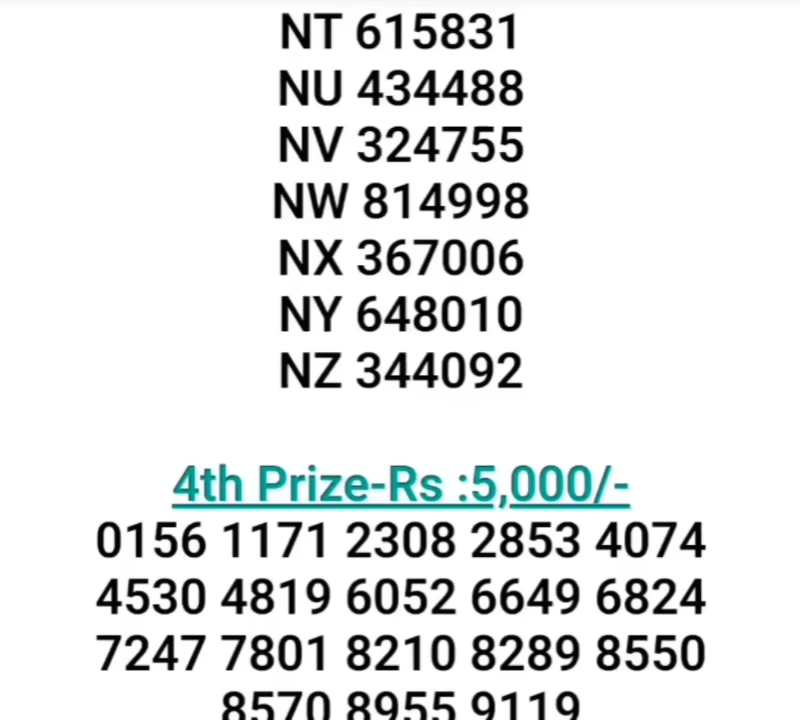 NT 615831
NU 434488
NV 324755
NW 814998
NX 367006
NY 648010
NZ 344092
4th Prize-Rs :5,000/-
0156 1171 2308 2853 4074
4530 4819 6052 6649 6824
7247 7801 8210 8289 8550
8570 8955 9119